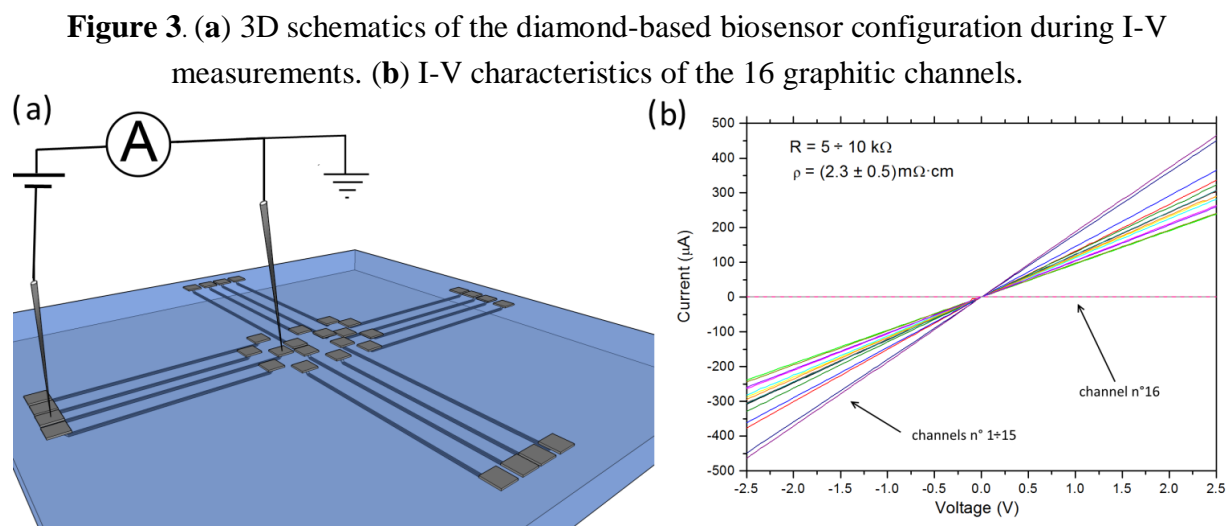 Figure 3. (a) 3D schematics of the diamond-based biosensor configuration during I-V
measurements. (b) I-V characteristics of the 16 graphitic channels.
(a)
A
(b)
Current (µA)
500
400
300
200
100
0
-100
-200
-300
-400
-500
R = 5 ÷ 10 kΩ
ρ = (2.3 ± 0.5)mΩ·cm
channel n°16
channels n° 1÷15
-2.5 -2.0 -1.5 -1.0 -0.5 0.0 0.5 1.0 1.5 2.0 2.5
Voltage (V)